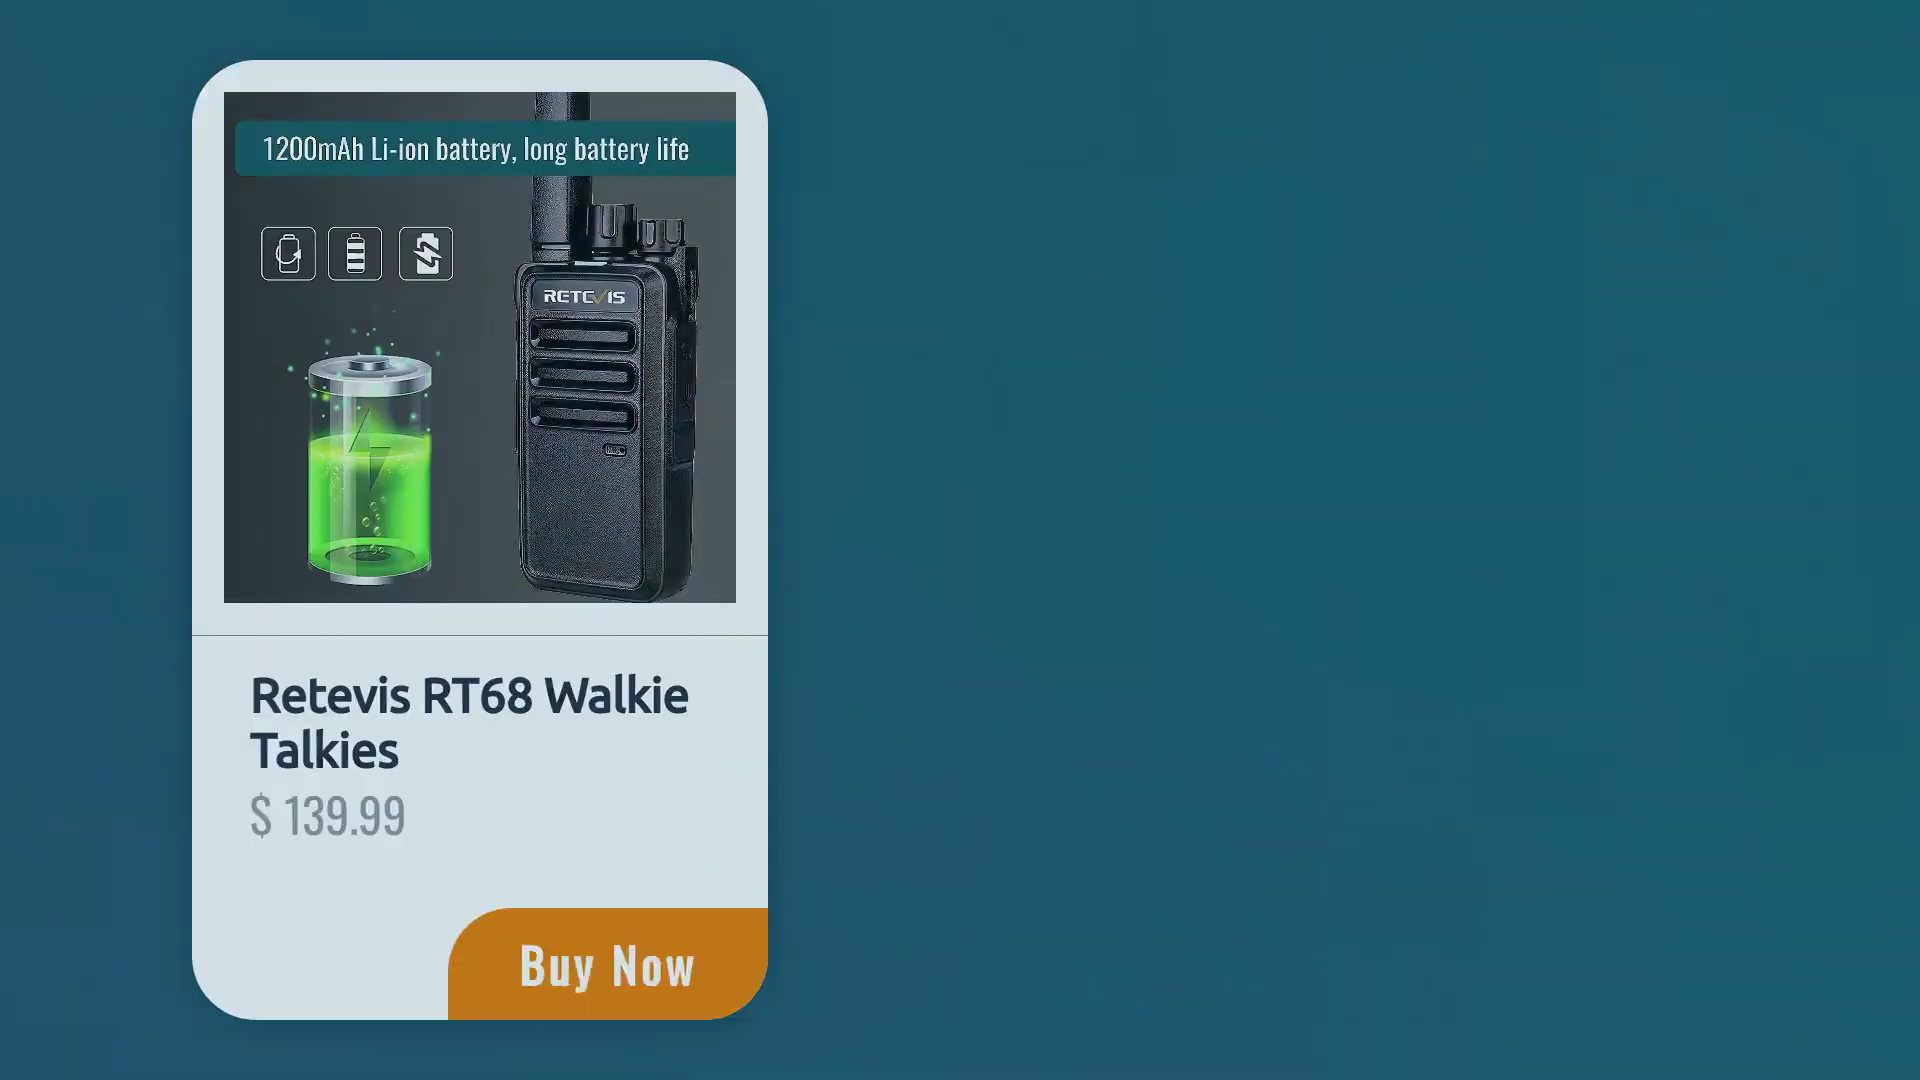 1200mAh Li-ion battery, long battery life
RETEVIS
Retevis RT68 Walkie
Talkies
$ 139.99
Buy Now